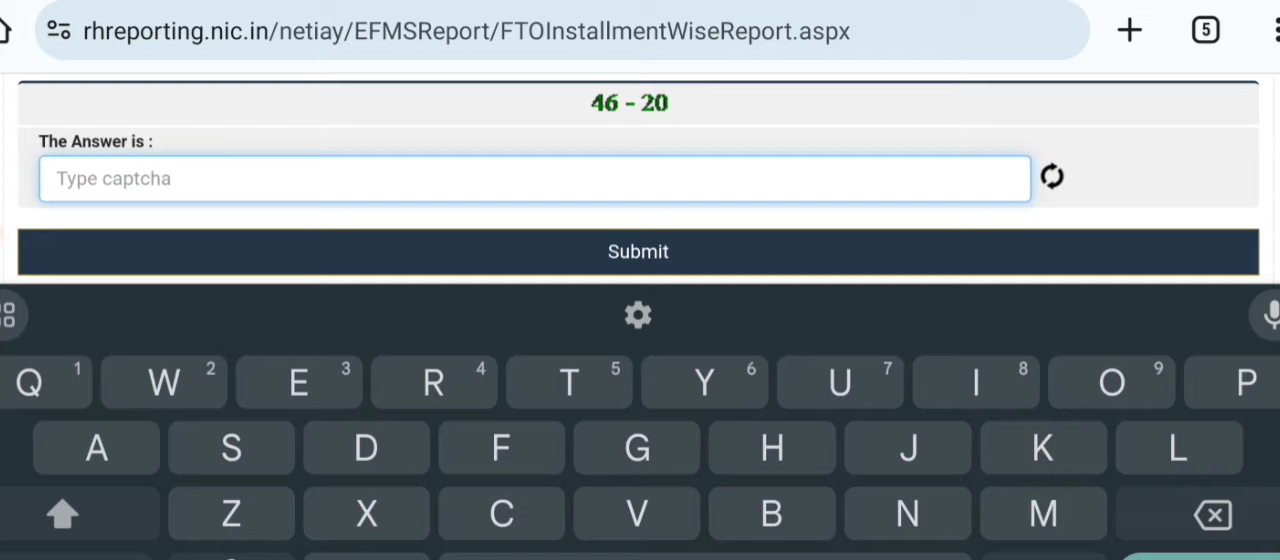 rhreporting.nic.in/netiay/EFMSReport/FTOInstallmentWiseReport.aspx
5
46 - 20
The Answer is :
Type captcha
Submit
Q 1 W 2 E 3 R 4 T 5 Y 6 U 7 I 8 O 9 P
A S D F G H J K L
Z X C V B N M